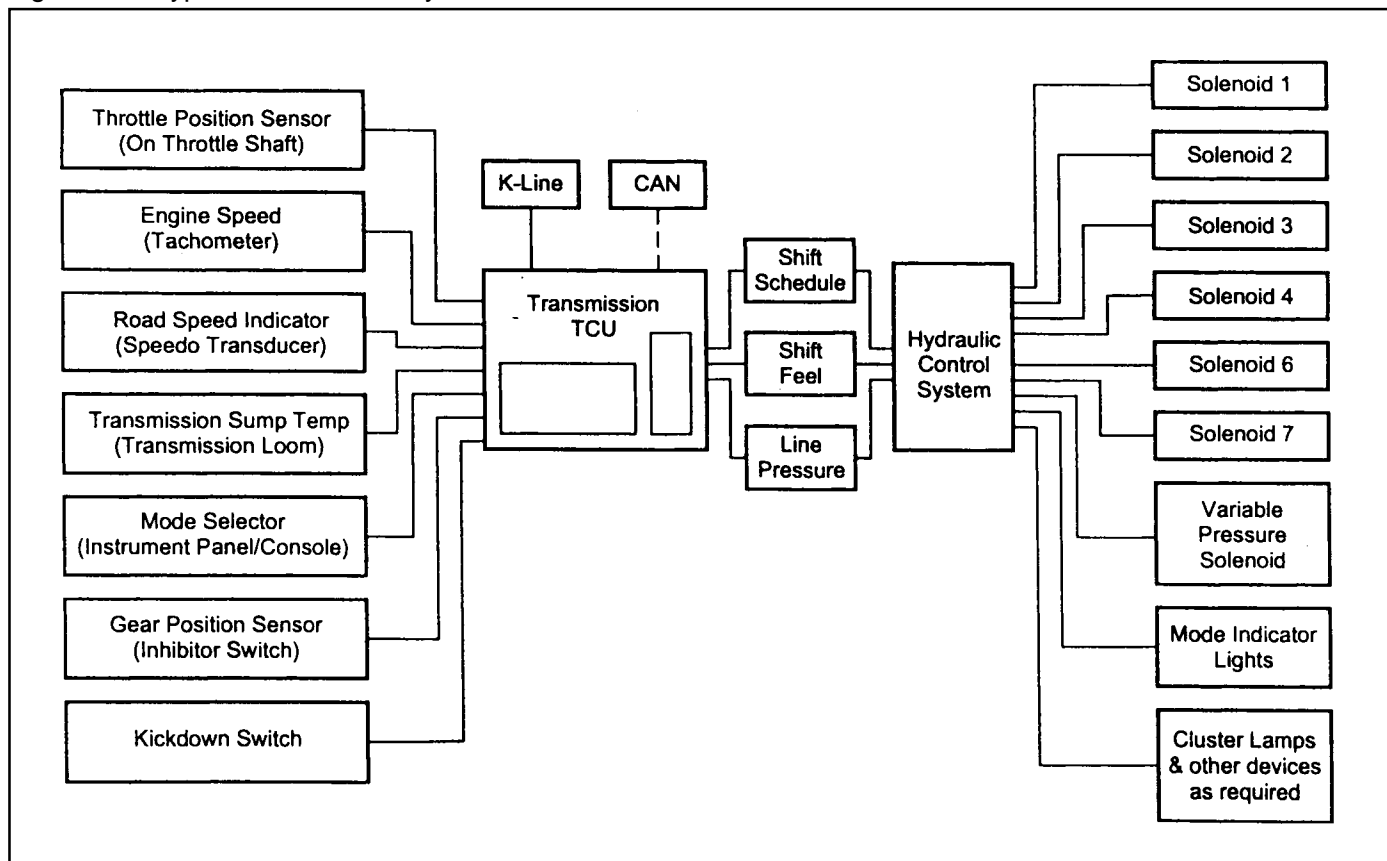 Throttle Position Sensor
(On Throttle Shaft)
Engine Speed
(Tachometer)
Road Speed Indicator
(Speedo Transducer)
Transmission Sump Temp
(Transmission Loom)
Mode Selector
(Instrument Panel/Console)
Gear Position Sensor
(Inhibitor Switch)
Kickdown Switch
K-Line
CAN
Transmission
TCU
Shift
Schedule
Shift
Feel
Line
Pressure
Hydraulic
Control
System
Solenoid 1
Solenoid 2
Solenoid 3
Solenoid 4
Solenoid 6
Solenoid 7
Variable
Pressure
Solenoid
Mode Indicator
Lights
Cluster Lamps
& other devices
as required